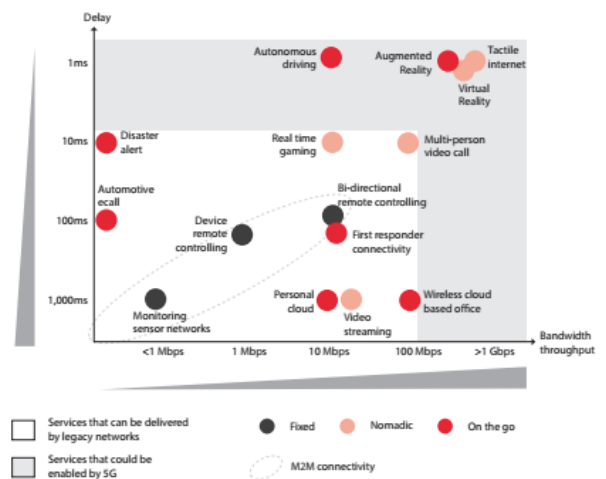 Delay
1ms
Autonomous
driving
Augmented
Reality
Tactile
internet
Virtual
Reality
10ms
Disaster
alert
Real time
gaming
Multi-person
video call
Automotive
ecall
Bi-directional
remote controlling
100ms
Device
remote
controlling
First responder
connectivity
1,000ms
Monitoring
sensor networks
Personal
cloud
Video
streaming
Wireless cloud
based office
Bandwidth
throughput
<1 Mbps
1 Mbps
10 Mbps
100 Mbps
>1 Gbps
Services that can be delivered
by legacy networks
Fixed
Nomadic
On the go
Services that could be
enabled by 5G
M2M connectivity